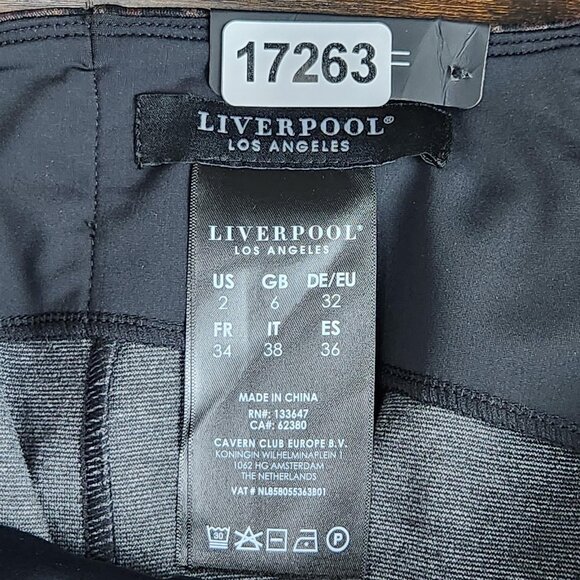 17263
LIVERPOOL®
LOS ANGELES
LIVERPOOL®
LOS ANGELES
US GB DE/EU
2 6 32
FR IT ES
34 38 36
MADE IN CHINA
RN#: 133647
CA#: 62380
CAVERN CLUB EUROPE B.V.
KONINGIN WILHELMINAPLEIN 1
1062 HG AMSTERDAM
THE NETHERLANDS
VAT # NL858055363B01
30 P